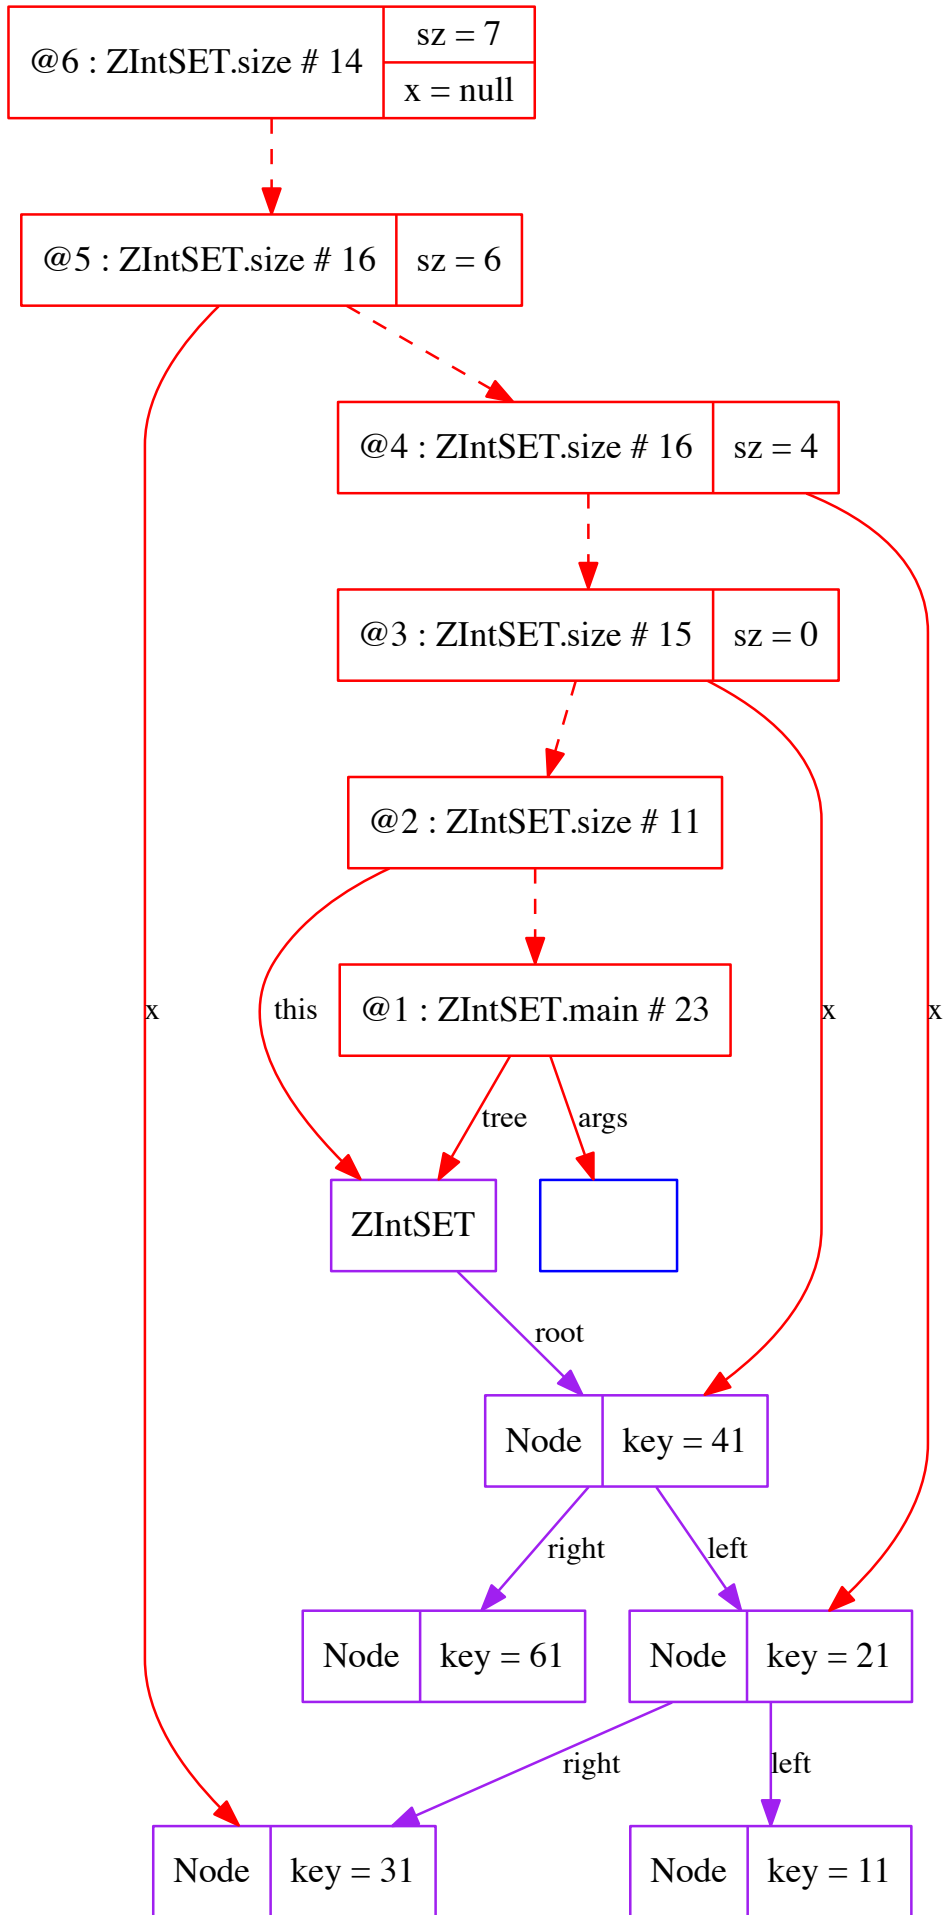 @6 : ZIntSET.size # 14
sz = 7
x = null
@5 : ZIntSET.size # 16
sz = 6
@4 : ZIntSET.size # 16
sz = 4
@3 : ZIntSET.size # 15
sz = 0
@2 : ZIntSET.size # 11
x
this
@1 : ZIntSET.main # 23
x
x
tree
args
ZIntSET
root
Node
key = 41
right
left
Node
key = 61
Node
key = 21
right
left
Node
key = 31
Node
key = 11